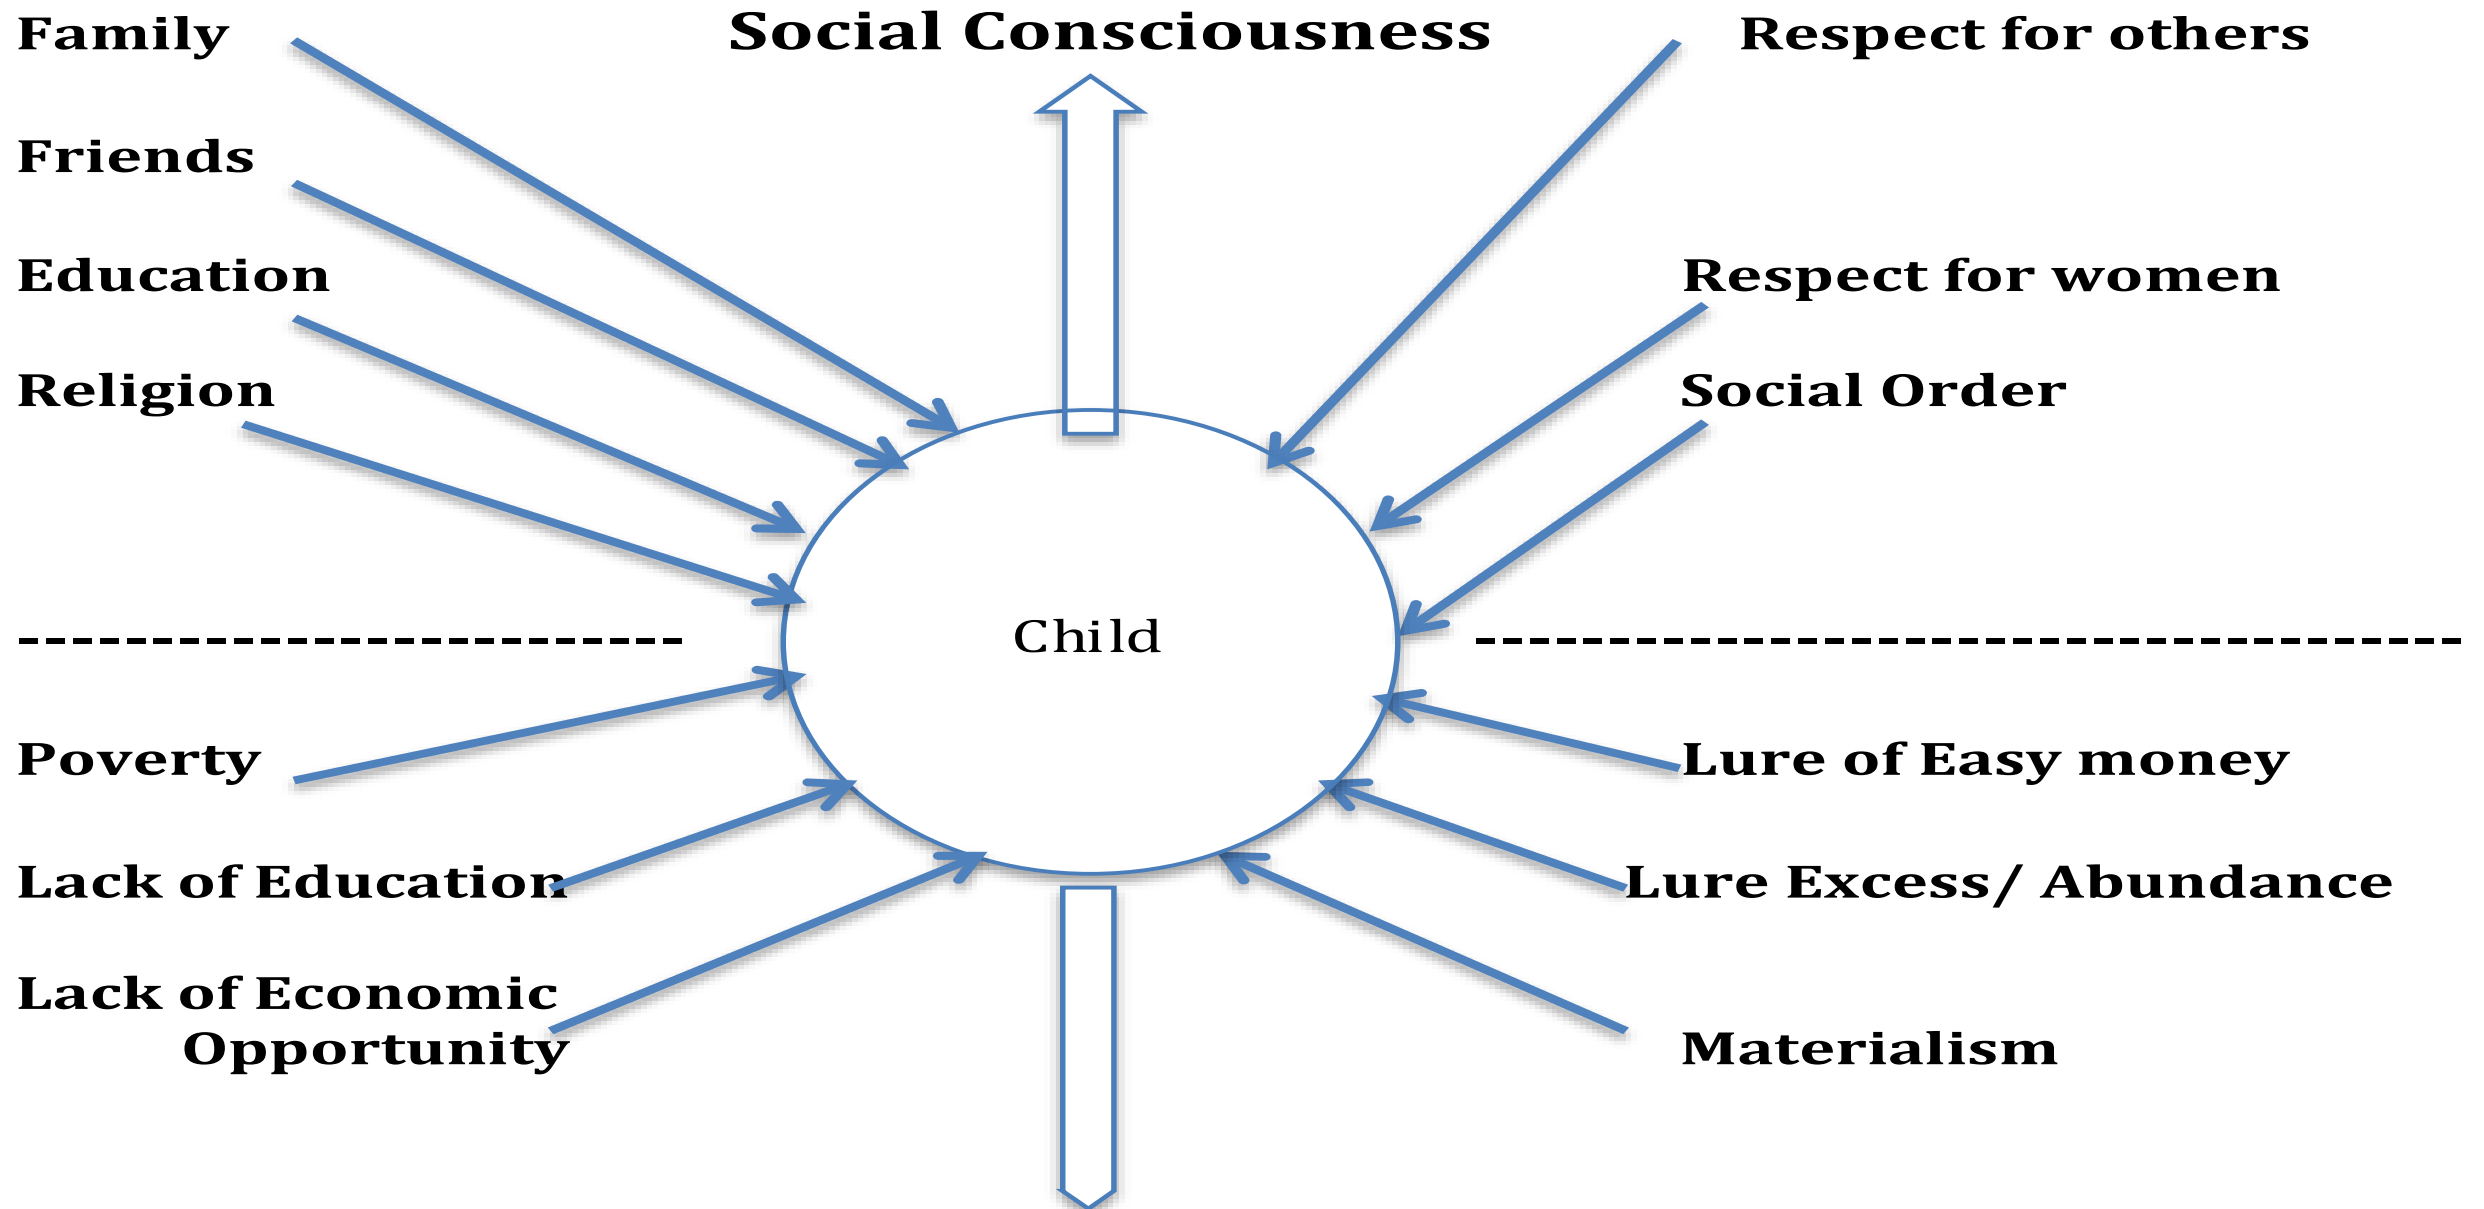 Family
Social Consciousness
Respect for others
Friends
Education
Respect for women
Religion
Social Order
Child
Poverty
Lure of Easy money
Lack of Education
Lure Excess/ Abundance
Lack of Economic
Opportunity
Materialism